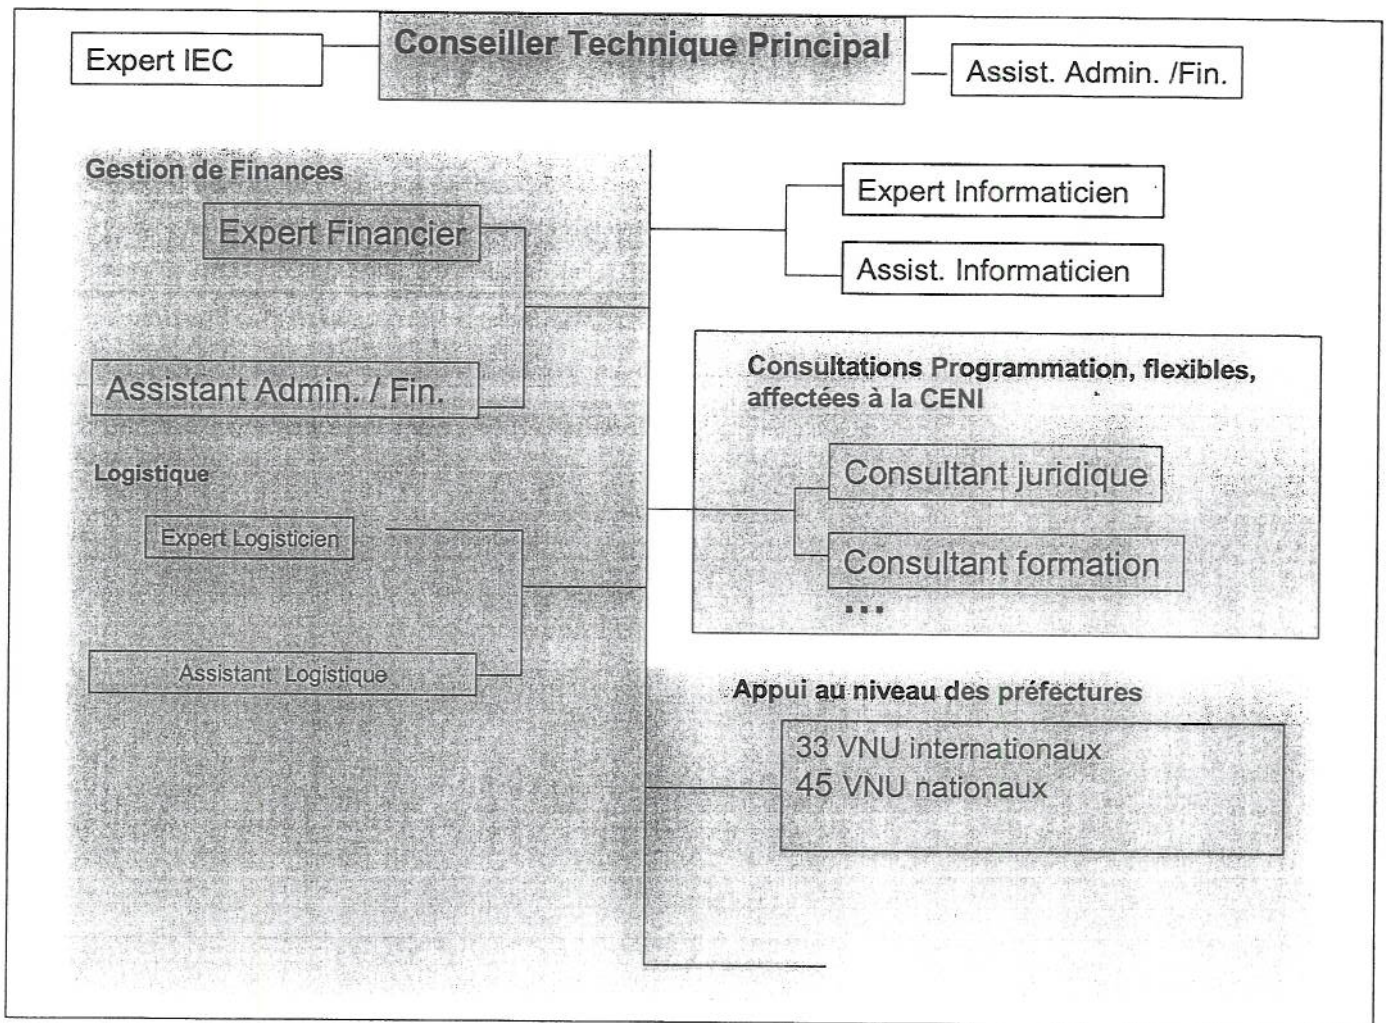 Expert IEC
Conseiller Technique Principal
Assist. Admin. /Fin.
Gestion de Finances
Expert Financier
Assistant Admin. / Fin.
Logistique
Expert Logisticien
Assistant Logistique
Expert Informaticien
Assist. Informaticien
Consultations Programmation, flexibles,
affectées à la CENI
Consultant juridique
Consultant formation
...
Appui au niveau des préfectures
33 VNU internationaux
45 VNU nationaux